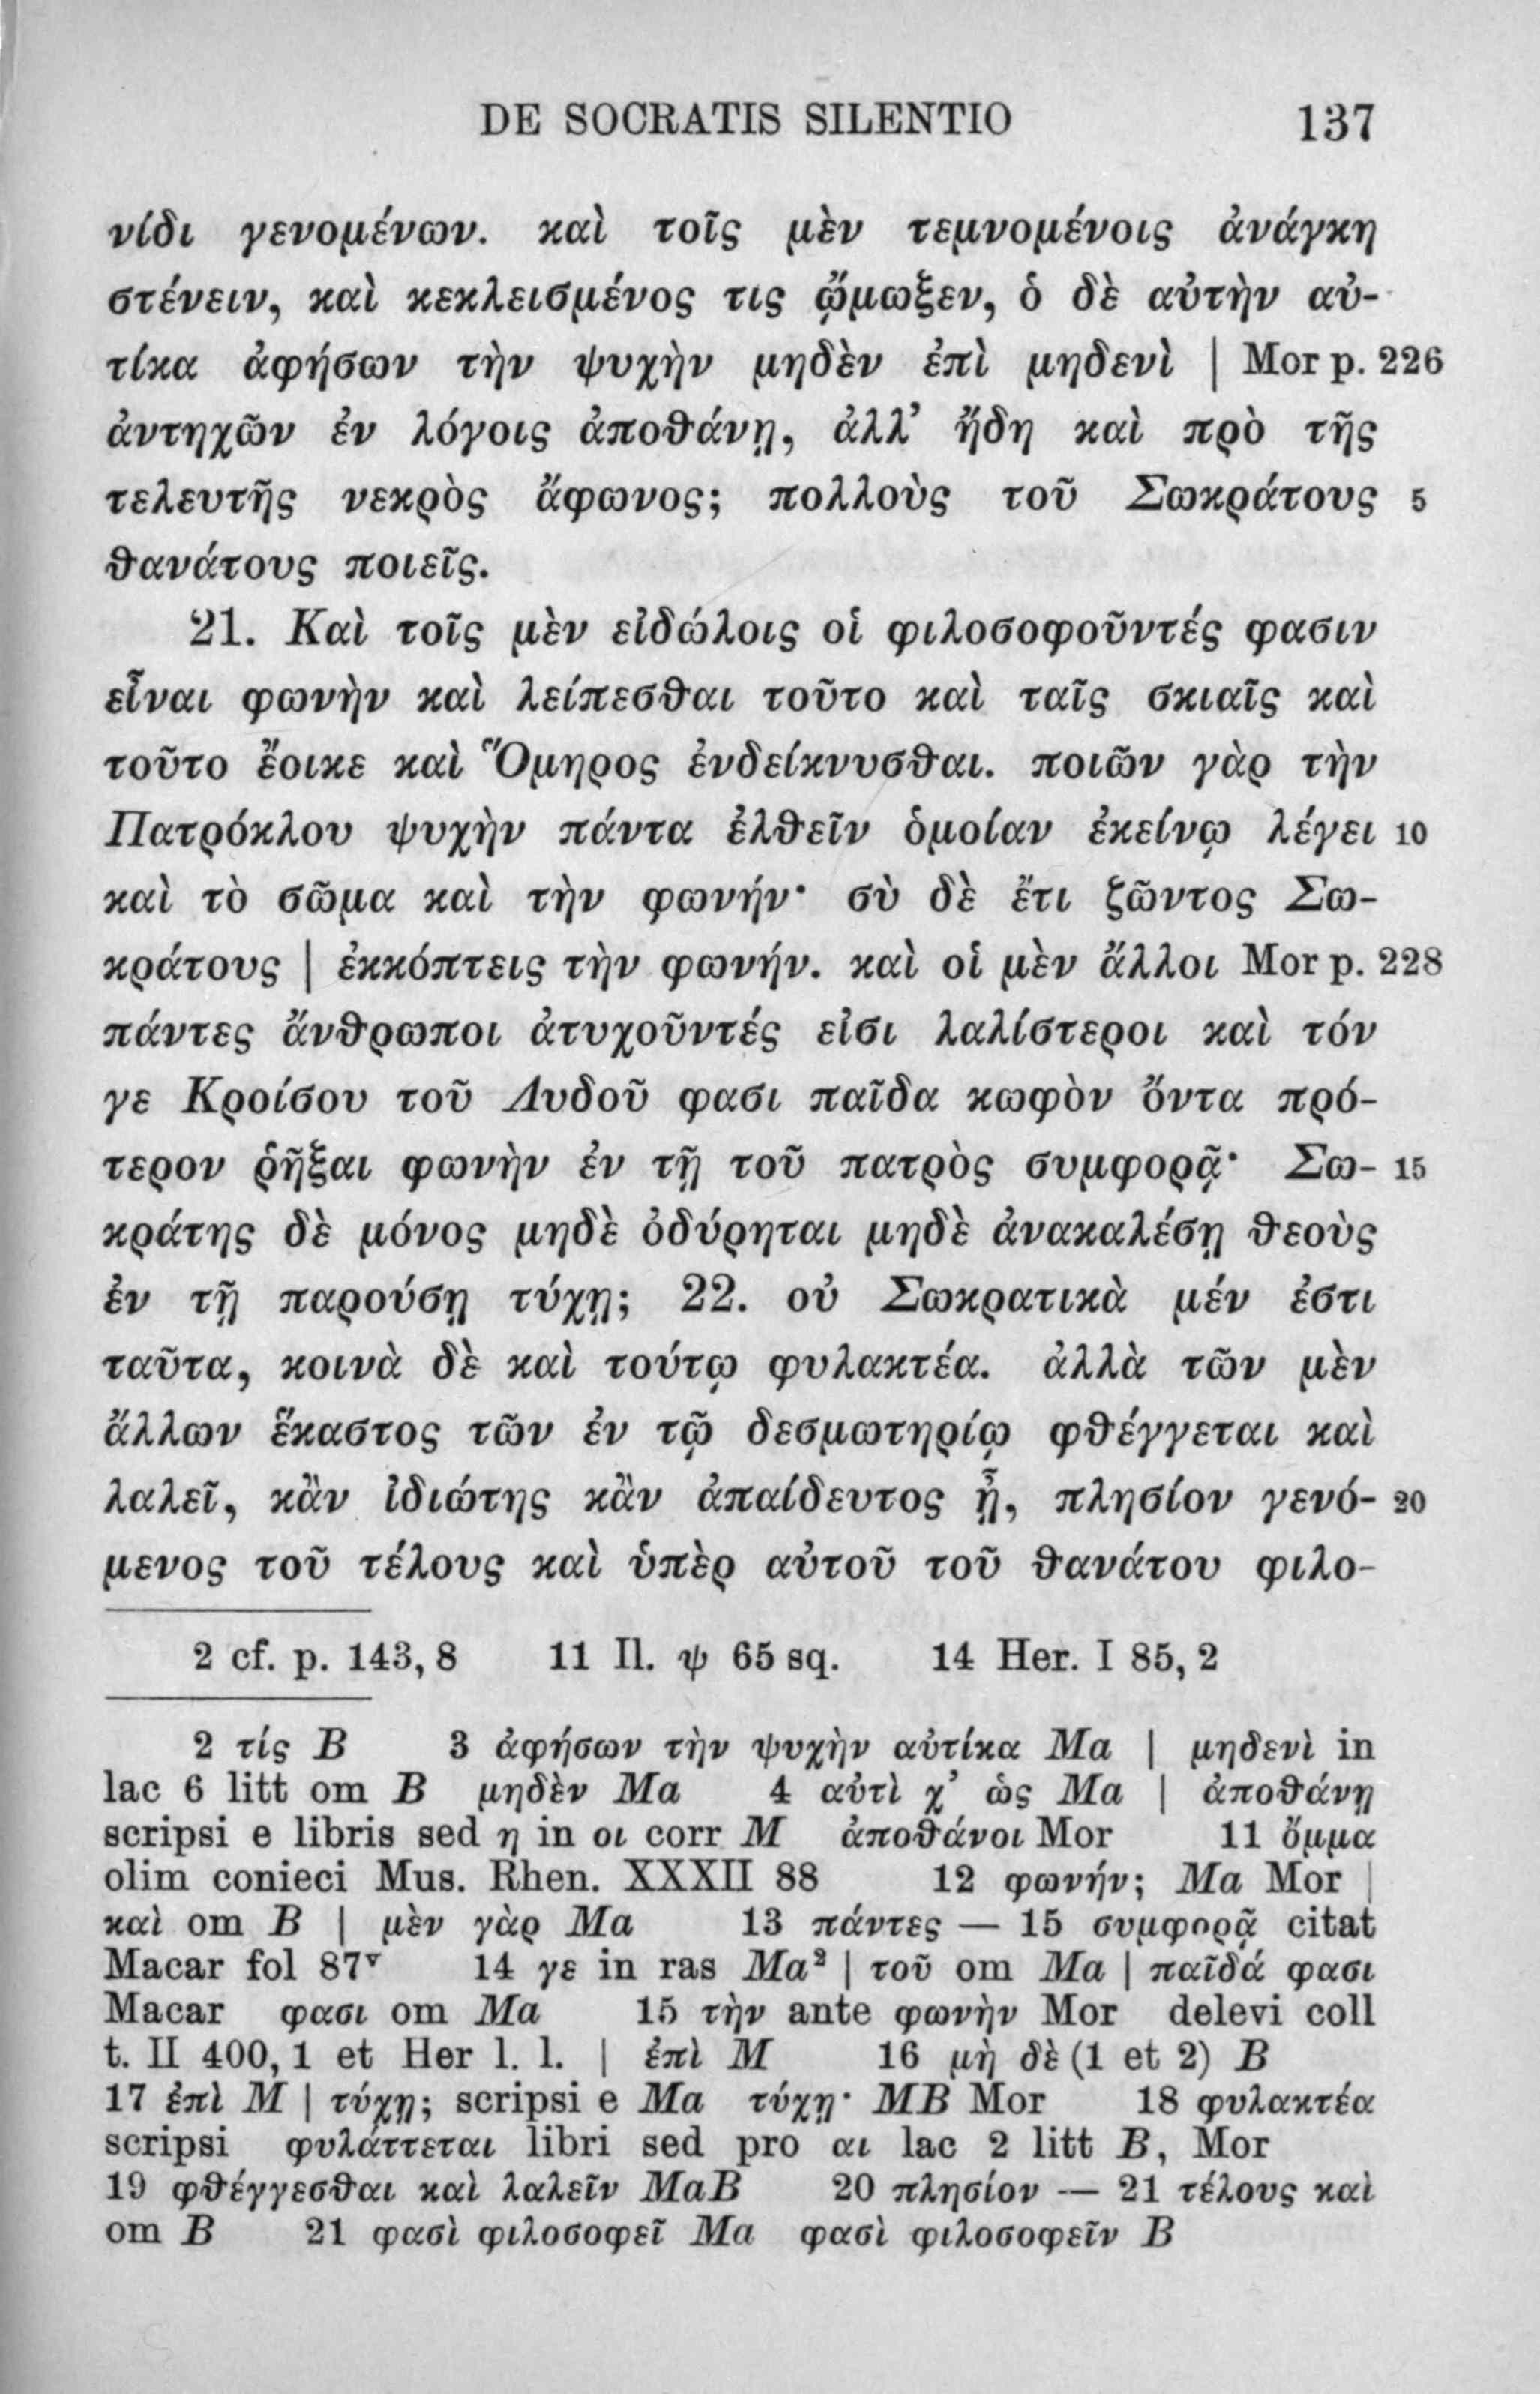 DE SOCRATIS SILENTIO 137
νίδι γενομένων. καὶ τοῖς μὲν τεμνομένοις ἀνάγκη
στένειν, καὶ κεκλεισμένος τις ᾤμωξεν, ὁ δὲ αὐτὴν αὐ-
τίκα ἀφήσων τὴν ψυχὴν μηδὲν ἐπὶ μηδενὶ | Mor p. 226
ἀντηχῶν ἐν λόγοις ἀποθάνῃ, ἀλλ’ ἤδη καὶ πρὸ τῆς
τελευτῆς νεκρὸς ἄφωνος; πολλοὺς τοῦ Σωκράτους 5
θανάτους ποιεῖς.
21. Καὶ τοῖς μὲν εἰδώλοις οἱ φιλοσοφοῦντές φασιν
εἶναι φωνὴν καὶ λείπεσθαι τοῦτο καὶ ταῖς σκιαῖς καὶ
τοῦτο ἔοικε καὶ Ὅμηρος ἐνδείκνυσθαι. ποιῶν γὰρ τὴν
Πατρόκλου ψυχὴν πάντα ἐλθεῖν ὁμοίαν ἐκείνῳ λέγει 10
καὶ τὸ σῶμα καὶ τὴν φωνήν· σὺ δὲ ἔτι ζῶντος Σω-
κράτους | ἐκκόπτεις τὴν φωνήν. καὶ οἱ μὲν ἄλλοι Mor p. 228
πάντες ἄνθρωποι ἀτυχοῦντές εἰσι λαλίστεροι καὶ τόν
γε Κροίσου τοῦ Λυδοῦ φασι παῖδα κωφὸν ὄντα πρό-
τερον ῥῆξαι φωνὴν ἐν τῇ τοῦ πατρὸς συμφορᾷ· Σω- 15
κράτης δὲ μόνος μηδὲ ὀδύρηται μηδὲ ἀνακαλέσῃ θεοὺς
ἐν τῇ παρούσῃ τύχῃ; 22. οὐ Σωκρατικὰ μέν ἐστι
ταῦτα, κοινὰ δὲ καὶ τούτῳ φυλακτέα. ἀλλὰ τῶν μὲν
ἄλλων ἕκαστος τῶν ἐν τῷ δεσμωτηρίῳ φθέγγεται καὶ
λαλεῖ, κἂν ἰδιώτης κἂν ἀπαίδευτος ᾖ, πλησίον γενό- 20
μενος τοῦ τέλους καὶ ὑπὲρ αὐτοῦ τοῦ θανάτου φιλο-
2 cf. p. 143, 8 11 Il. ψ 65 sq. 14 Her. I 85, 2
2 τίς B 3 ἀφήσων τὴν ψυχὴν αὐτίκα Ma | μηδενὶ in
lac 6 litt om B μηδὲν Ma 4 αὐτὶ χ’ ὡς Ma | ἀποθάνῃ
scripsi e libris sed η in οι corr M ἀποθάνοι Mor 11 ὄμμα
olim conieci Mus. Rhen. XXXII 88 12 φωνήν; Ma Mor |
καὶ om B | μὲν γὰρ Ma 13 πάντες — 15 συμφορᾷ citat
Macar fol 87ᵛ 14 γε in ras Ma² | τοῦ om Ma | παῖδά φασι
Macar φασι om Ma 15 τὴν ante φωνὴν Mor delevi coll
t. II 400, 1 et Her l. l. | ἐπὶ M 16 μὴ δὲ (1 et 2) B
17 ἐπὶ M | τύχῃ; scripsi e Ma τύχῃ· MB Mor 18 φυλακτέα
scripsi φυλάττεται libri sed pro αι lac 2 litt B, Mor
19 φθέγγεσθαι καὶ λαλεῖν MaB 20 πλησίον — 21 τέλους καὶ
om B 21 φασὶ φιλοσοφεῖ Ma φασὶ φιλοσοφεῖν B